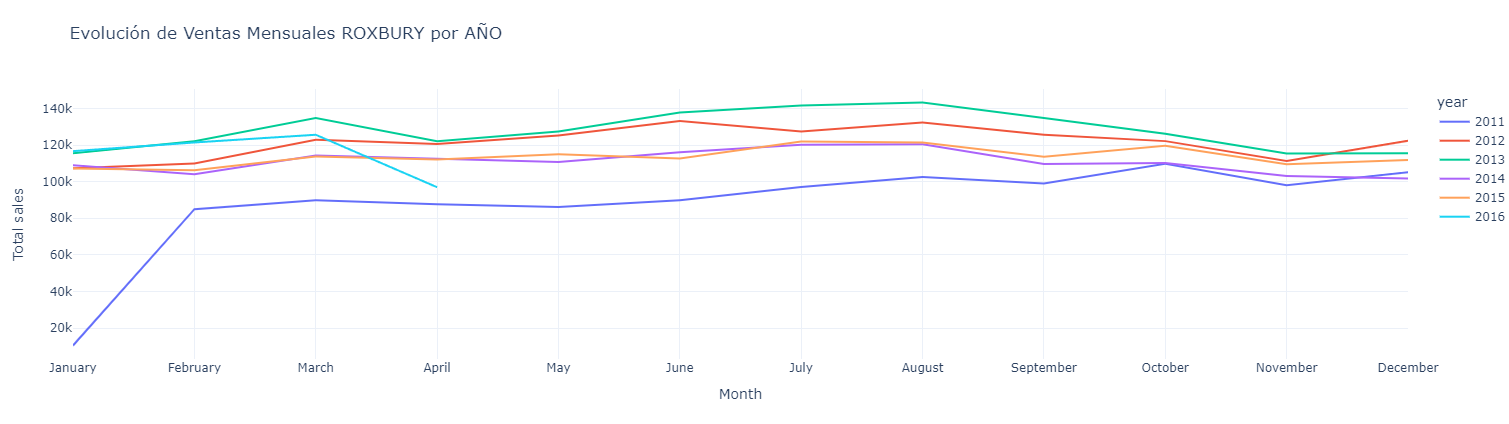 Evolución de Ventas Mensuales ROXBURY por AÑO
year
2011
2012
2013
2014
2015
2016
Total sales
140k
120k
100k
80k
60k
40k
20k
January February March April May June July August September October November December
Month